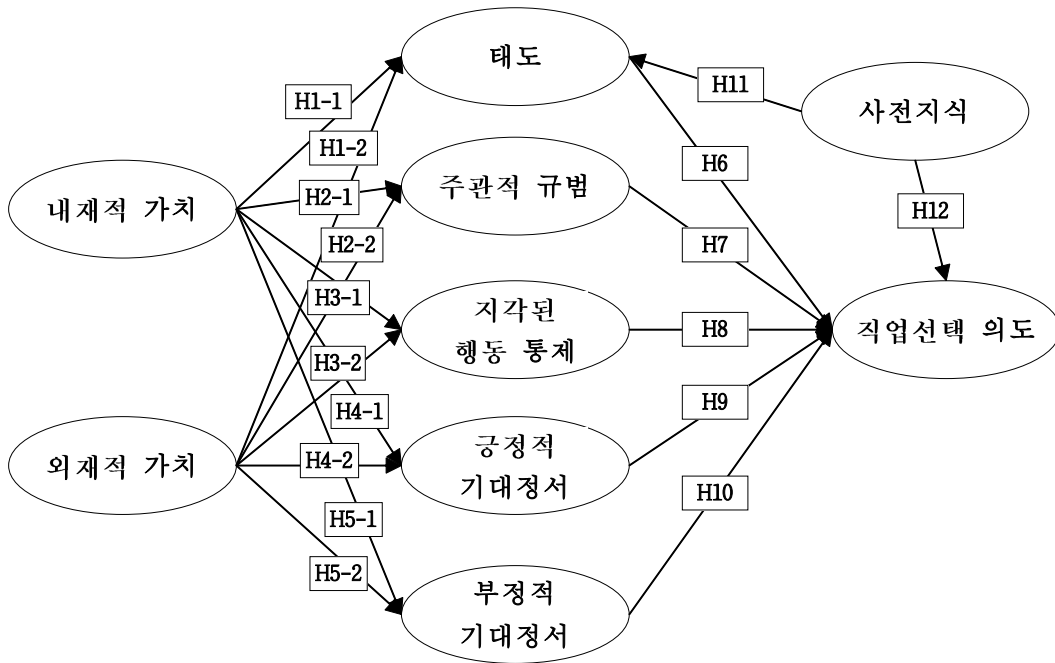 태도
H11
H1-1
사전지식
H1-2
H6
내재적 가치
H2-1
주관적 규범
H12
H2-2
H7
H3-1
지각된
행동 통제
H8
직업선택 의도
H3-2
H4-1
H9
외재적 가치
H4-2
긍정적
기대정서
H10
H5-1
H5-2
부정적
기대정서